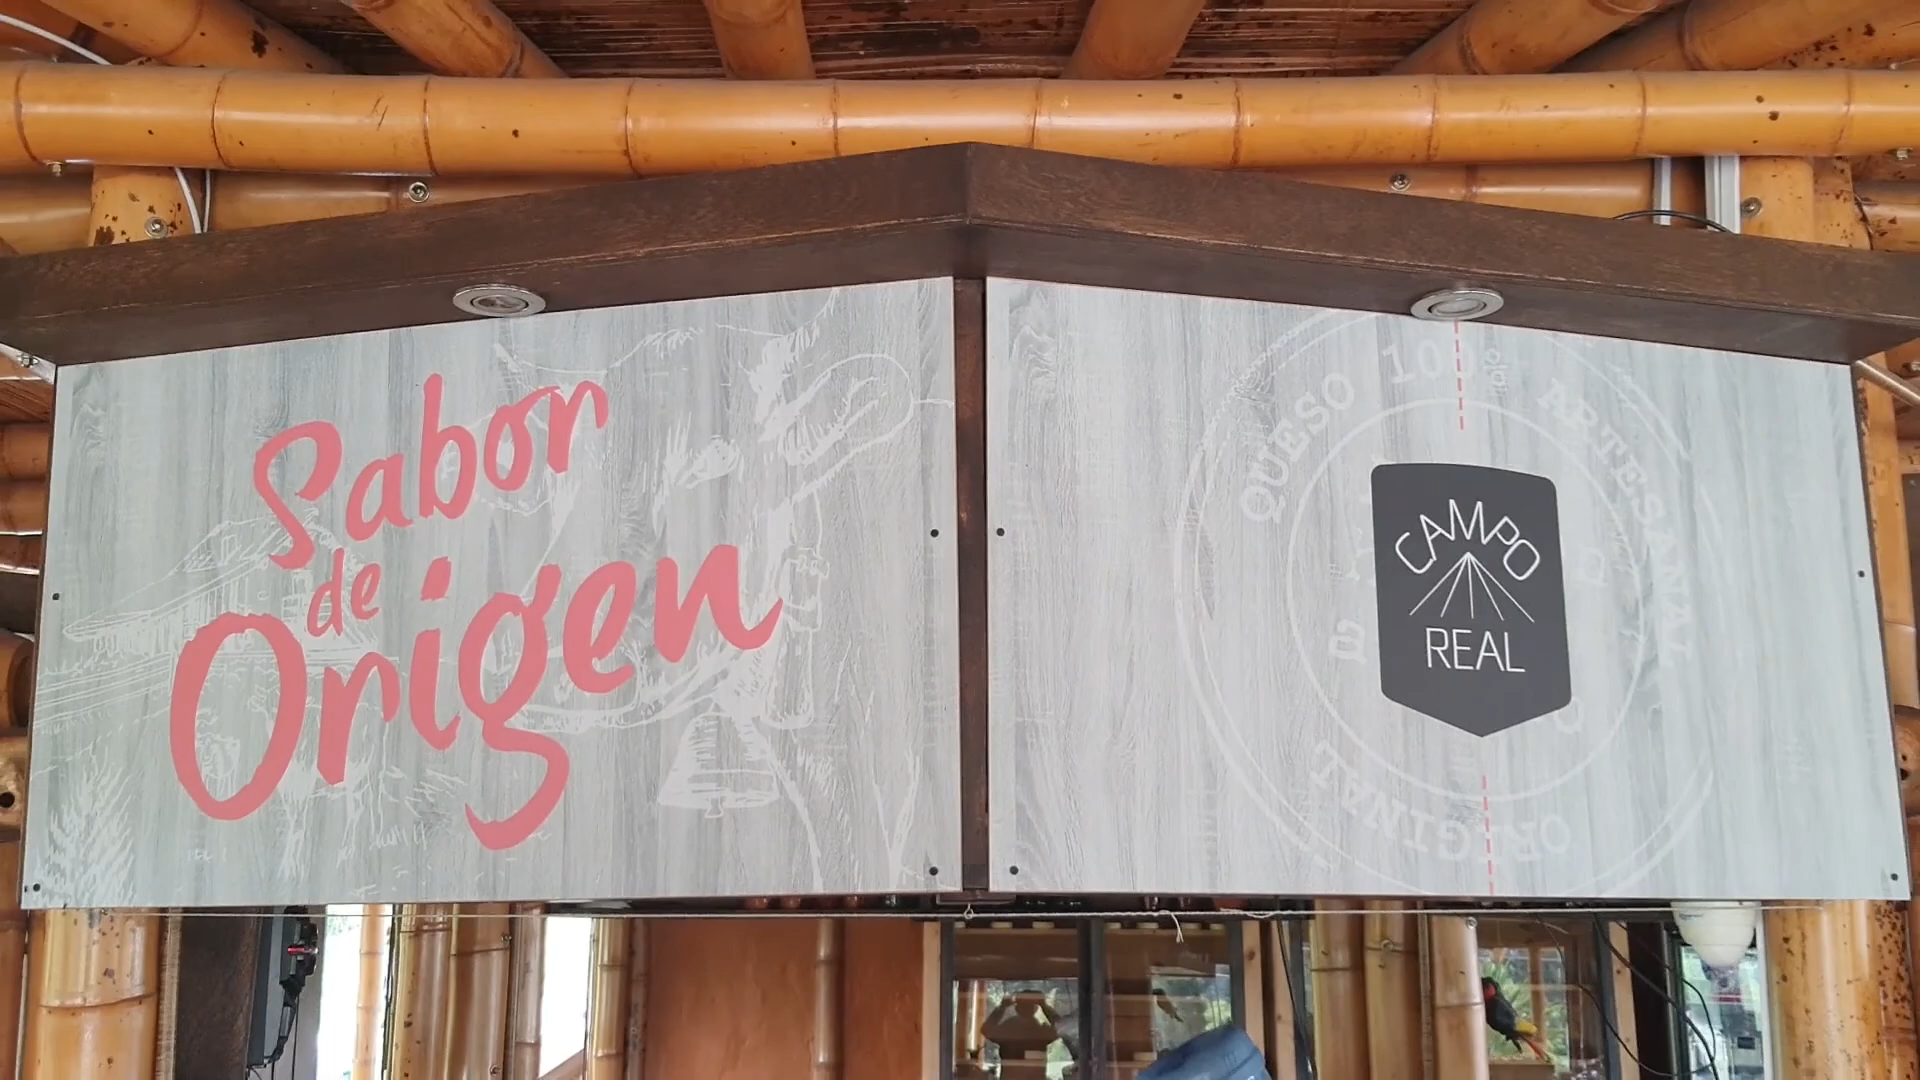 Sabor
de
Origen
QUESO 100% ARTESANAL
CAMPO
REAL
ORIGINAL